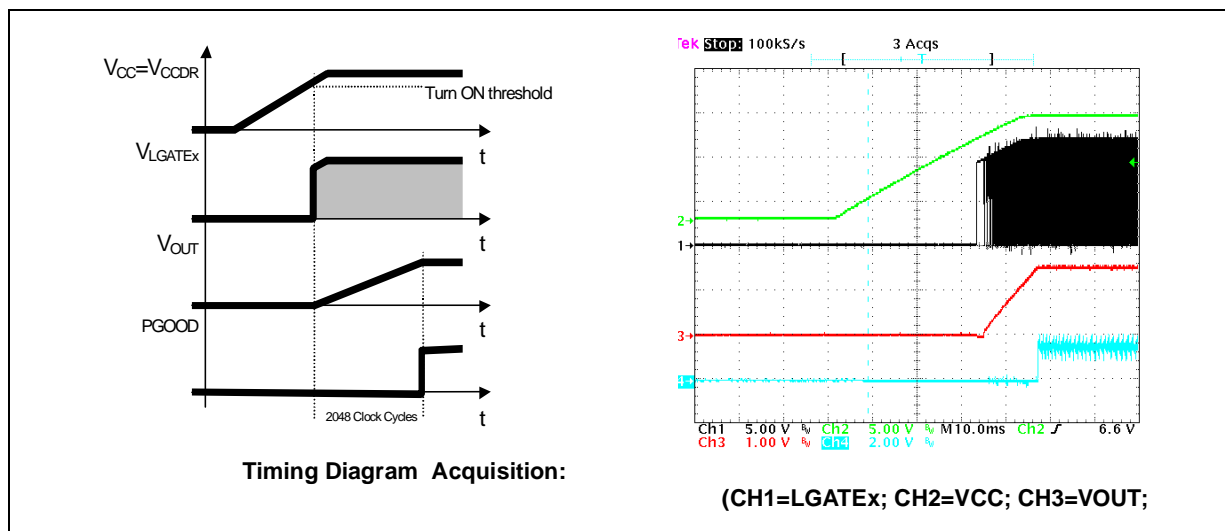 VCC=VCCDR
Turn ON threshold
t
VLGATEx
t
VOUT
t
PGOOD
t
2048 Clock Cycles
Timing Diagram Acquisition:
Tek Stop: 100kS/s 3 Acqs
[ T ]
2
1
3
4
Ch1 5.00 V Ch2 5.00 V M10.0ms Ch2 6.6 V
Ch3 1.00 V Ch4 2.00 V
(CH1=LGATEx; CH2=VCC; CH3=VOUT;